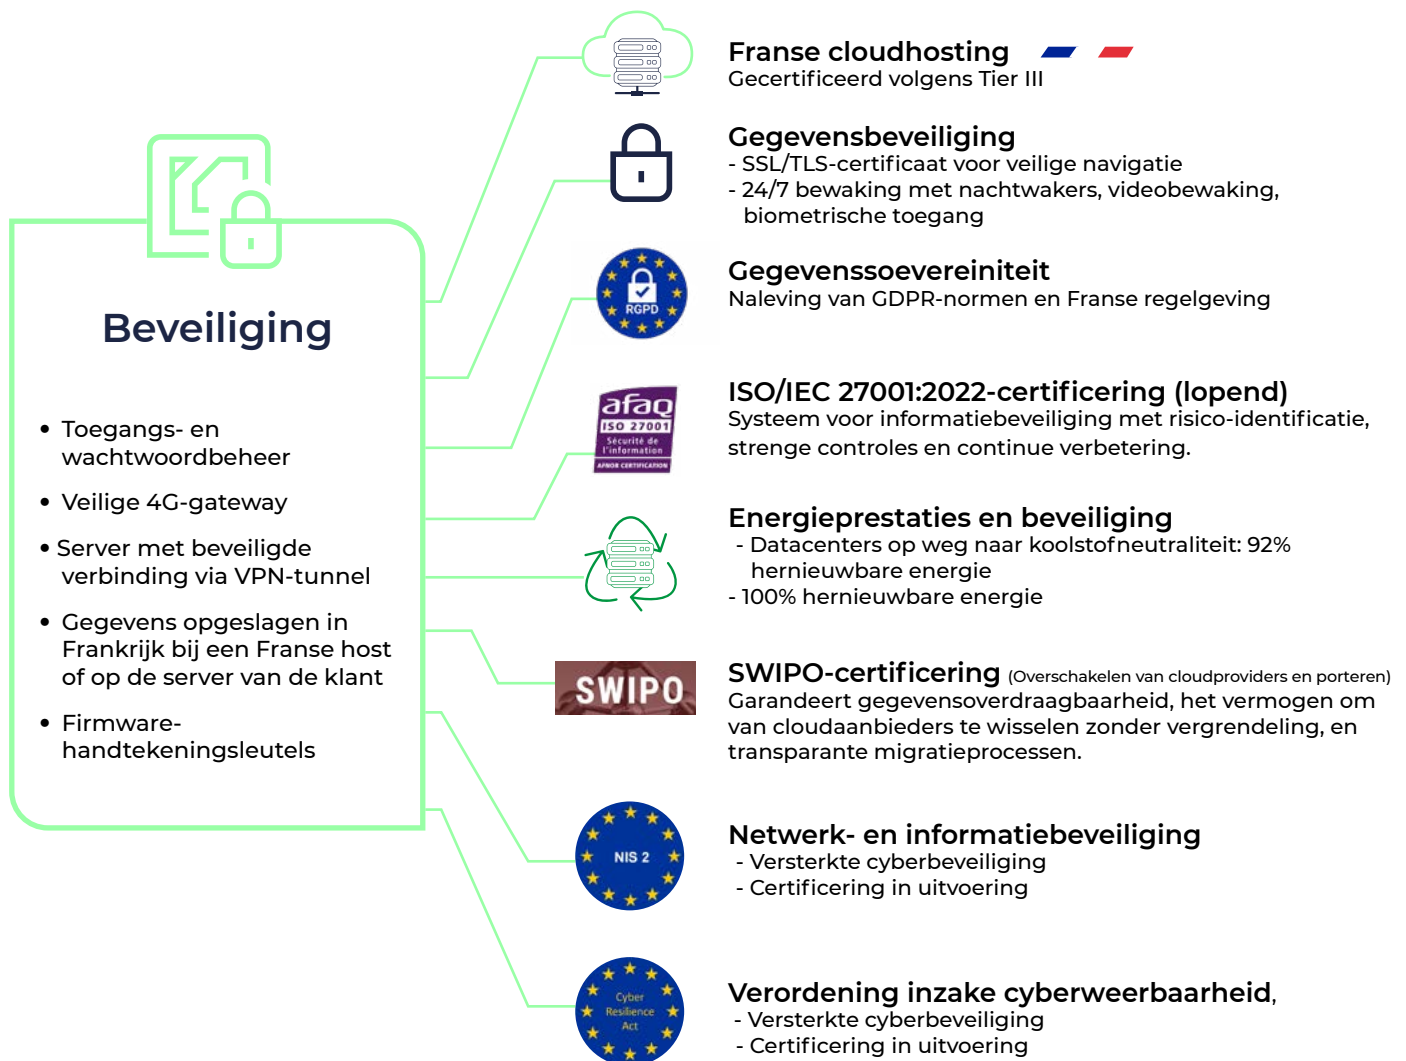 Beveiliging
• Toegangs- en
wachtwoordbeheer
• Veilige 4G-gateway
• Server met beveiligde
verbinding via VPN-tunnel
• Gegevens opgeslagen in
Frankrijk bij een Franse host
of op de server van de klant
• Firmware-
handtekeningsleutels
Franse cloudhosting
Gecertificeerd volgens Tier III
Gegevensbeveiliging
- SSL/TLS-certificaat voor veilige navigatie
- 24/7 bewaking met nachtwakers, videobewaking,
biometrische toegang
RGPD
Gegevenssoevereiniteit
Naleving van GDPR-normen en Franse regelgeving
afaq
ISO 27001
Sécurité de
l'information
AFNOR CERTIFICATION
ISO/IEC 27001:2022-certificering (lopend)
Systeem voor informatiebeveiliging met risico-identificatie,
strenge controles en continue verbetering.
Energieprestaties en beveiliging
- Datacenters op weg naar koolstofneutraliteit: 92%
hernieuwbare energie
- 100% hernieuwbare energie
SWIPO
SWIPO-certificering (Overschakelen van cloudproviders en porteren)
Garandeert gegevensoverdraagbaarheid, het vermogen om
van cloudaanbieders te wisselen zonder vergrendeling, en
transparante migratieprocessen.
NIS 2
Netwerk- en informatiebeveiliging
- Versterkte cyberbeveiliging
- Certificering in uitvoering
Cyber
Resilience
Act
Verordening inzake cyberweerbaarheid,
- Versterkte cyberbeveiliging
- Certificering in uitvoering